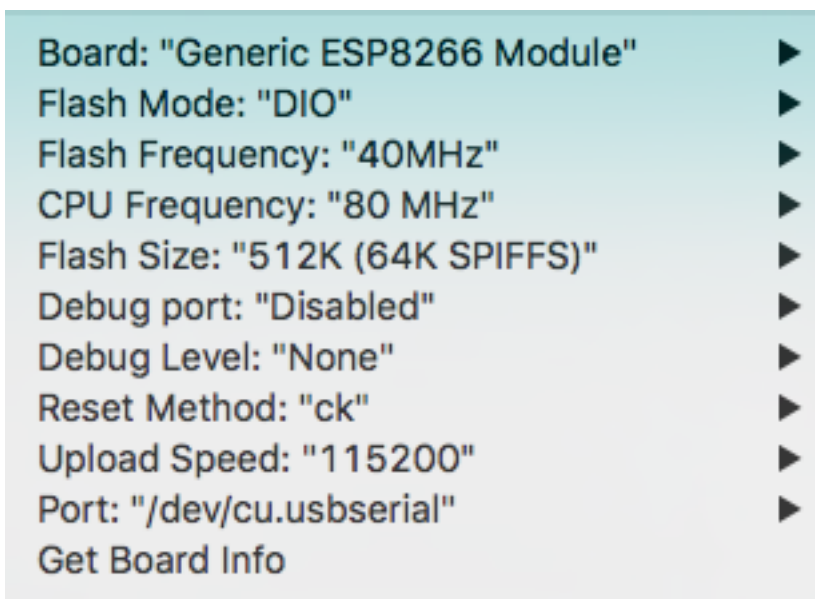 Board: "Generic ESP8266 Module"
Flash Mode: "DIO"
Flash Frequency: "40MHz"
CPU Frequency: "80 MHz"
Flash Size: "512K (64K SPIFFS)"
Debug port: "Disabled"
Debug Level: "None"
Reset Method: "ck"
Upload Speed: "115200"
Port: "/dev/cu.usbserial"
Get Board Info